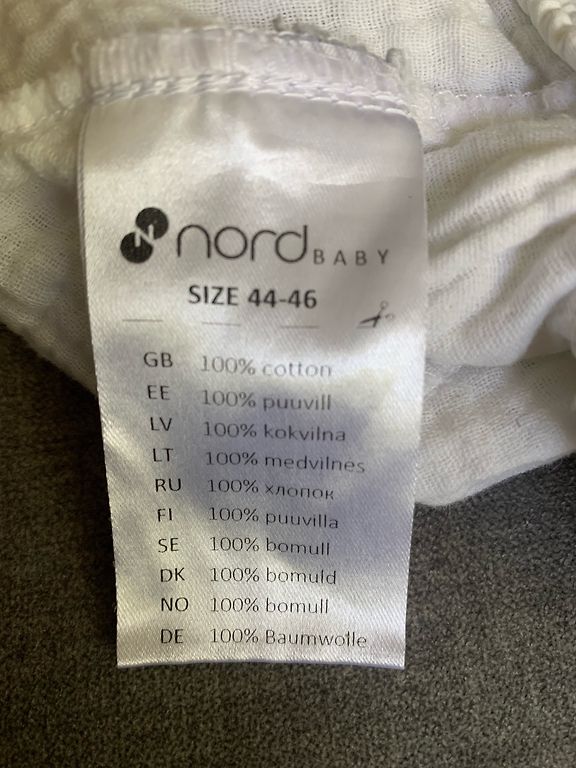 N nord BABY
SIZE 44-46
GB 100% cotton
EE 100% puuvill
LV 100% kokvilna
LT 100% medvilnės
RU 100% хлопок
FI 100% puuvilla
SE 100% bomull
DK 100% bomuld
NO 100% bomull
DE 100% Baumwolle